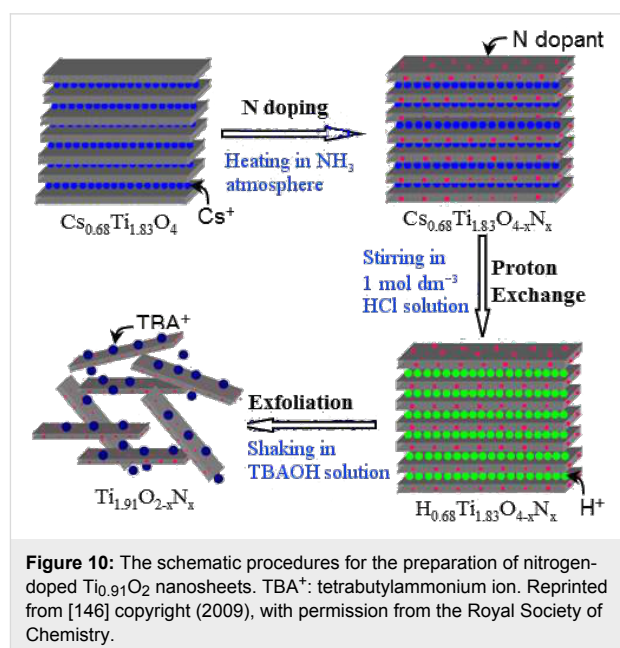 N dopant
N doping
Heating in NH₃
atmosphere
Cs⁺
Cs₀.₆₈Ti₁.₈₃O₄
Cs₀.₆₈Ti₁.₈₃O₄₋ₓNₓ
Stirring in
1 mol dm⁻³
HCl solution
Proton
Exchange
TBA⁺
Exfoliation
Shaking in
TBAOH solution
Ti₁.₉₁O₂₋ₓNₓ
H⁺
H₀.₆₈Ti₁.₈₃O₄₋ₓNₓ
Figure 10: The schematic procedures for the preparation of nitrogen-
doped Ti₀.₉₁O₂ nanosheets. TBA⁺: tetrabutylammonium ion. Reprinted
from [146] copyright (2009), with permission from the Royal Society of
Chemistry.